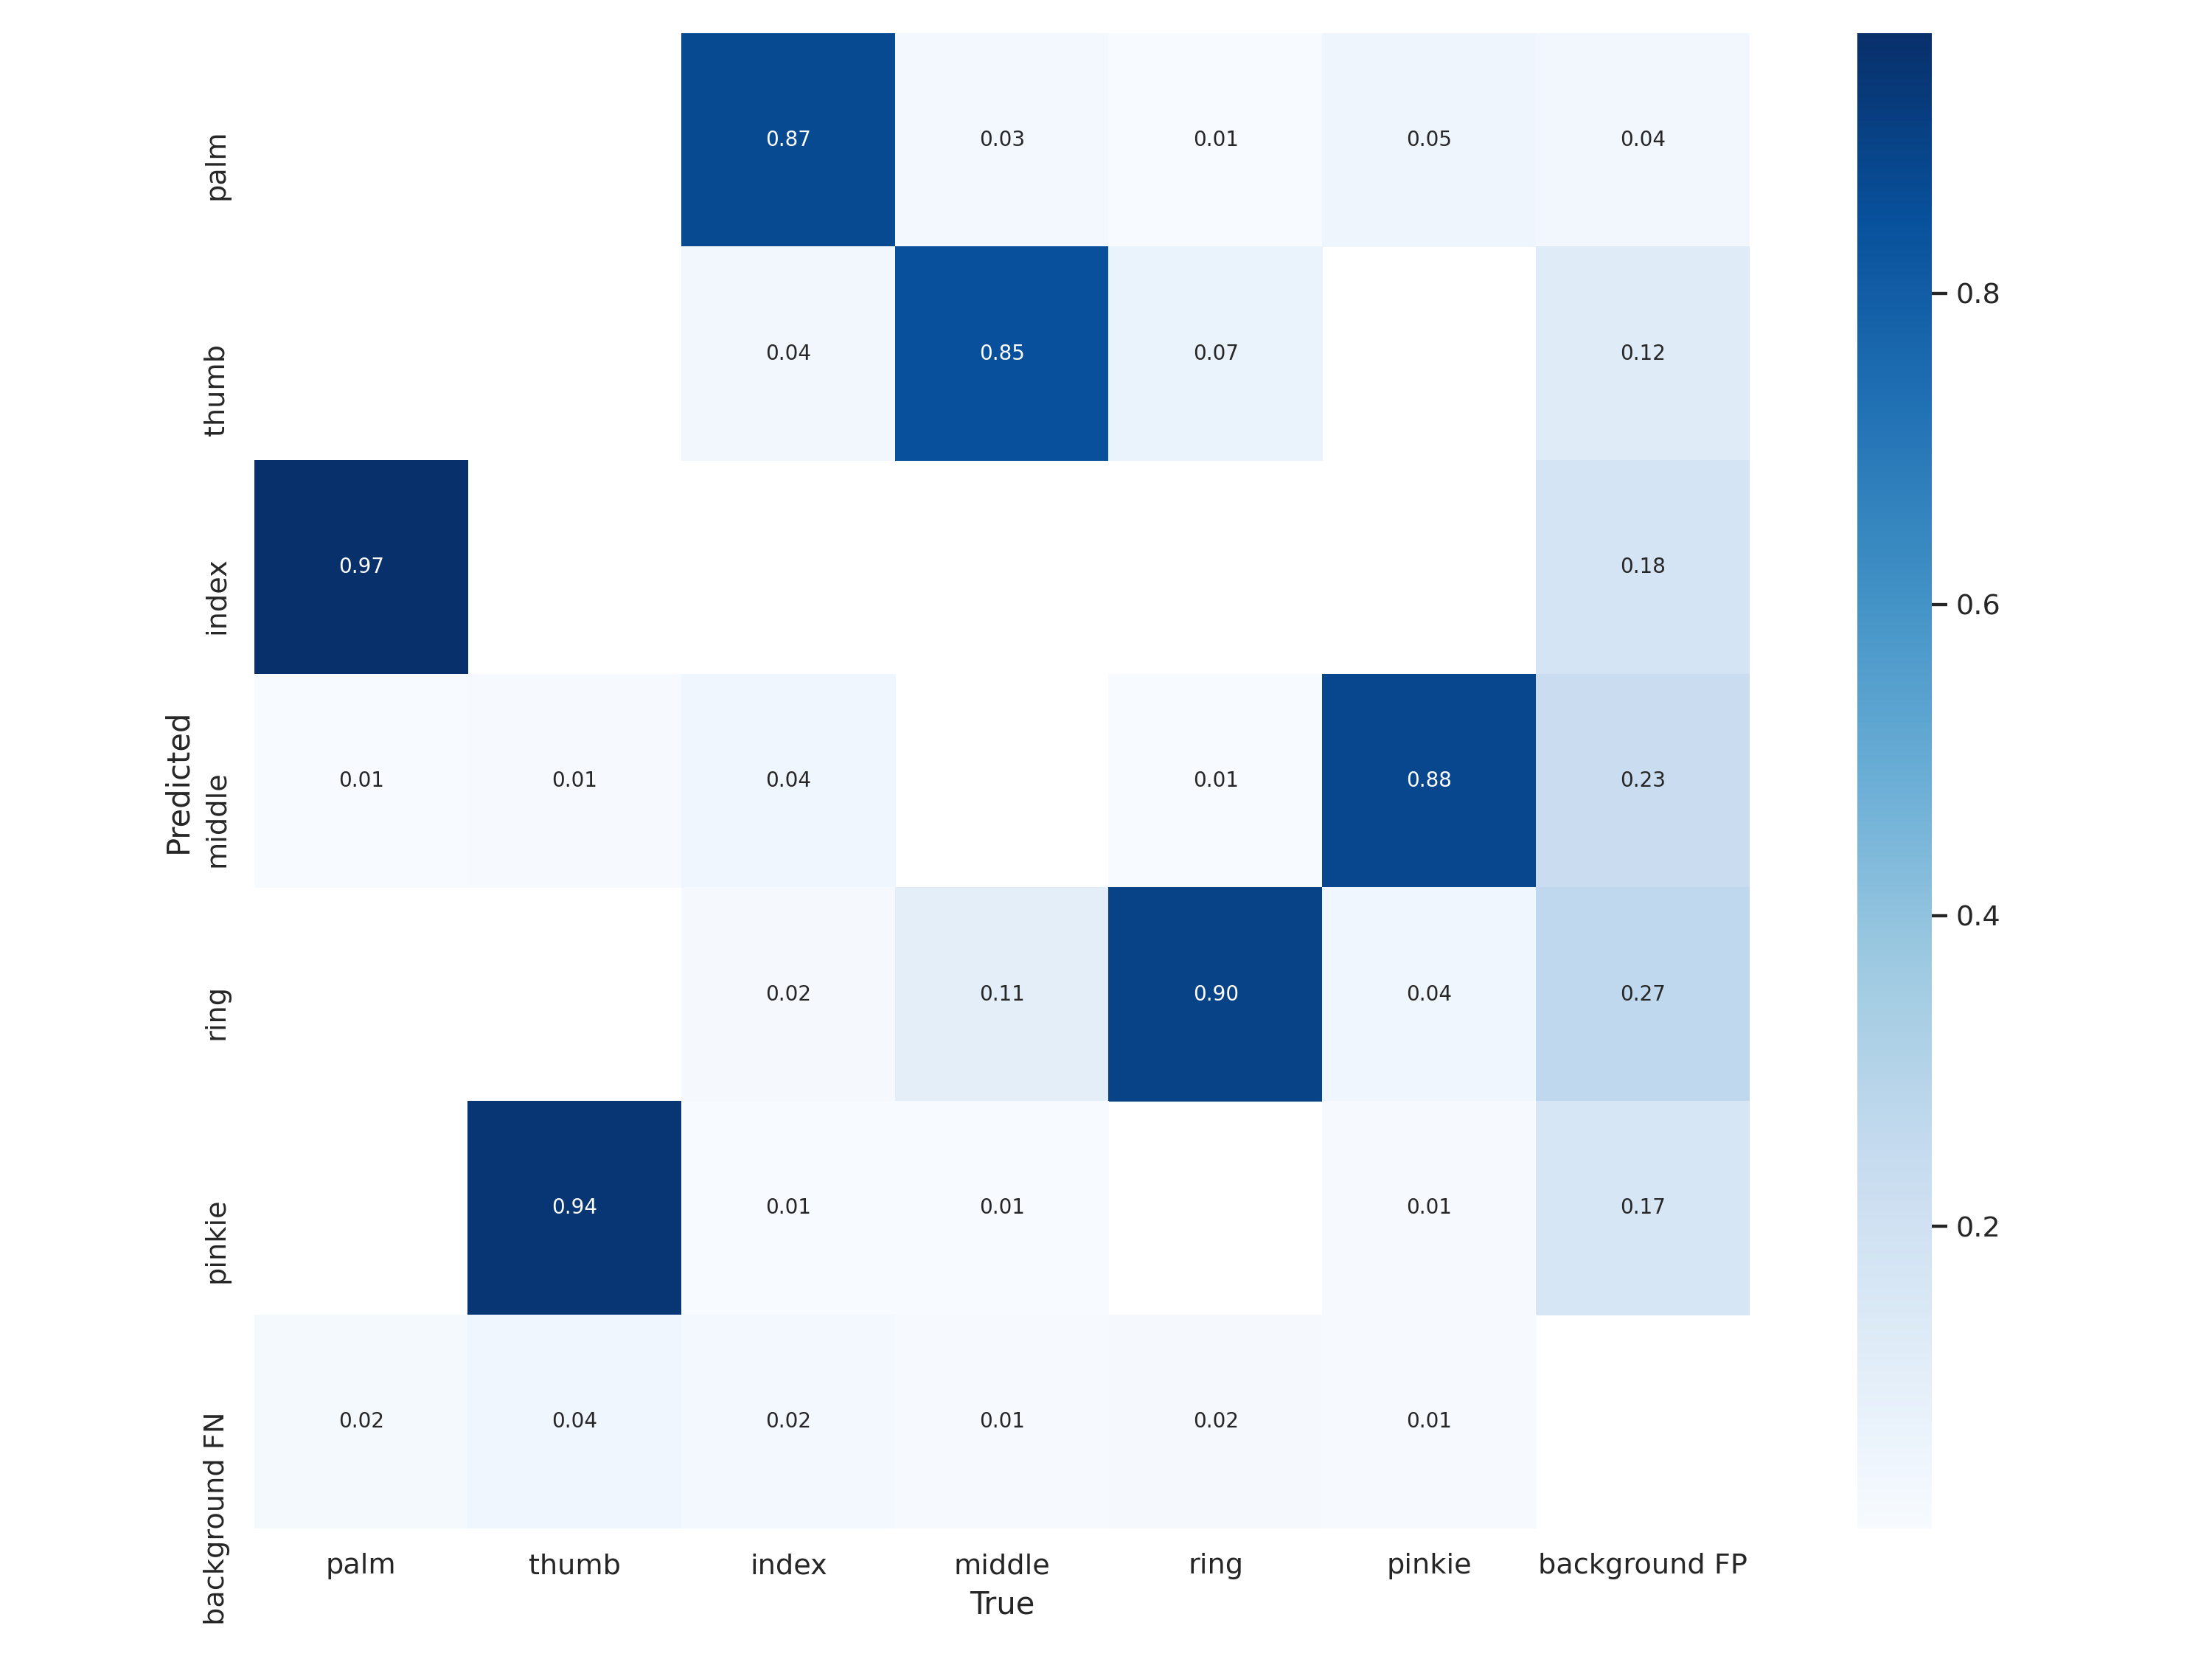 palm 0.87 0.03 0.01 0.05 0.04
thumb 0.04 0.85 0.07 0.12
index 0.97 0.18
middle 0.01 0.01 0.04 0.01 0.88 0.23
ring 0.02 0.11 0.90 0.04 0.27
pinkie 0.94 0.01 0.01 0.01 0.17
background FN 0.02 0.04 0.02 0.01 0.02 0.01
Predicted
palm thumb index middle ring pinkie background FP
True
0.8
0.6
0.4
0.2